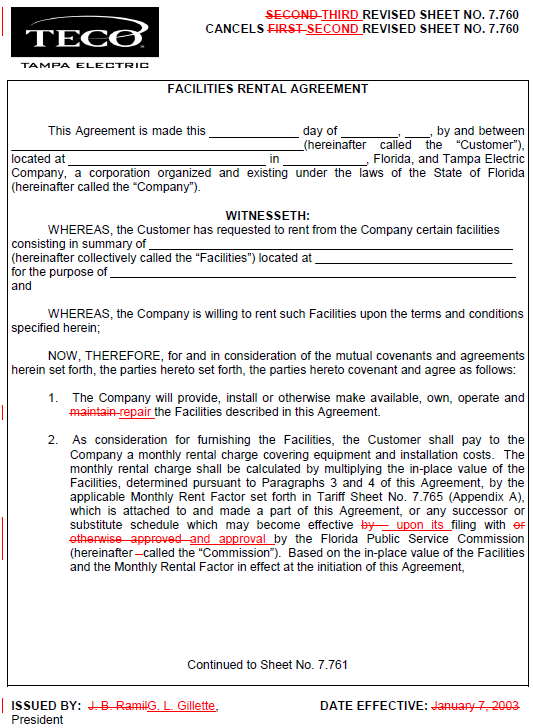 SECOND THIRD REVISED SHEET NO. 7.760
CANCELS FIRST SECOND REVISED SHEET NO. 7.760
TECO
TAMPA ELECTRIC
FACILITIES RENTAL AGREEMENT
This Agreement is made this ______________ day of _________, ____, by and between
______________________________________________(hereinafter called the “Customer”),
located at ______________________________ in _____________, Florida, and Tampa Electric
Company, a corporation organized and existing under the laws of the State of Florida
(hereinafter called the “Company”).
WITNESSETH:
WHEREAS, the Customer has requested to rent from the Company certain facilities
consisting in summary of _________________________________________________________
(hereinafter collectively called the “Facilities”) located at _______________________________
for the purpose of _______________________________________________________________
and
WHEREAS, the Company is willing to rent such Facilities upon the terms and conditions
specified herein;
NOW, THEREFORE, for and in consideration of the mutual covenants and agreements
herein set forth, the parties hereto set forth, the parties hereto covenant and agree as follows:
1. The Company will provide, install or otherwise make available, own, operate and
maintain repair the Facilities described in this Agreement.
2. As consideration for furnishing the Facilities, the Customer shall pay to the
Company a monthly rental charge covering equipment and installation costs. The
monthly rental charge shall be calculated by multiplying the in-place value of the
Facilities, determined pursuant to Paragraphs 3 and 4 of this Agreement, by the
applicable Monthly Rent Factor set forth in Tariff Sheet No. 7.765 (Appendix A),
which is attached to and made a part of this Agreement, or any successor or
substitute schedule which may become effective by upon its filing with or
otherwise approved and approval by the Florida Public Service Commission
(hereinafter called the “Commission”). Based on the in-place value of the Facilities
and the Monthly Rental Factor in effect at the initiation of this Agreement,
Continued to Sheet No. 7.761
ISSUED BY: J. B. RamilG. L. Gillette, DATE EFFECTIVE: January 7, 2003
President